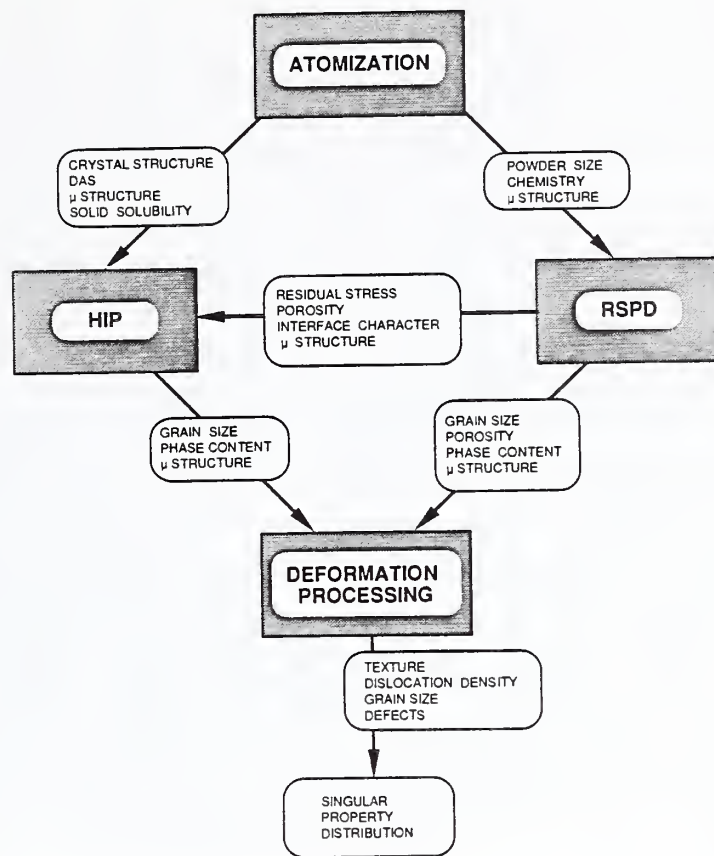 ATOMIZATION
CRYSTAL STRUCTURE
DAS
μ STRUCTURE
SOLID SOLUBILITY
POWDER SIZE
CHEMISTRY
μ STRUCTURE
HIP
RESIDUAL STRESS
POROSITY
INTERFACE CHARACTER
μ STRUCTURE
RSPD
GRAIN SIZE
PHASE CONTENT
μ STRUCTURE
GRAIN SIZE
POROSITY
PHASE CONTENT
μ STRUCTURE
DEFORMATION
PROCESSING
TEXTURE
DISLOCATION DENSITY
GRAIN SIZE
DEFECTS
SINGULAR
PROPERTY
DISTRIBUTION